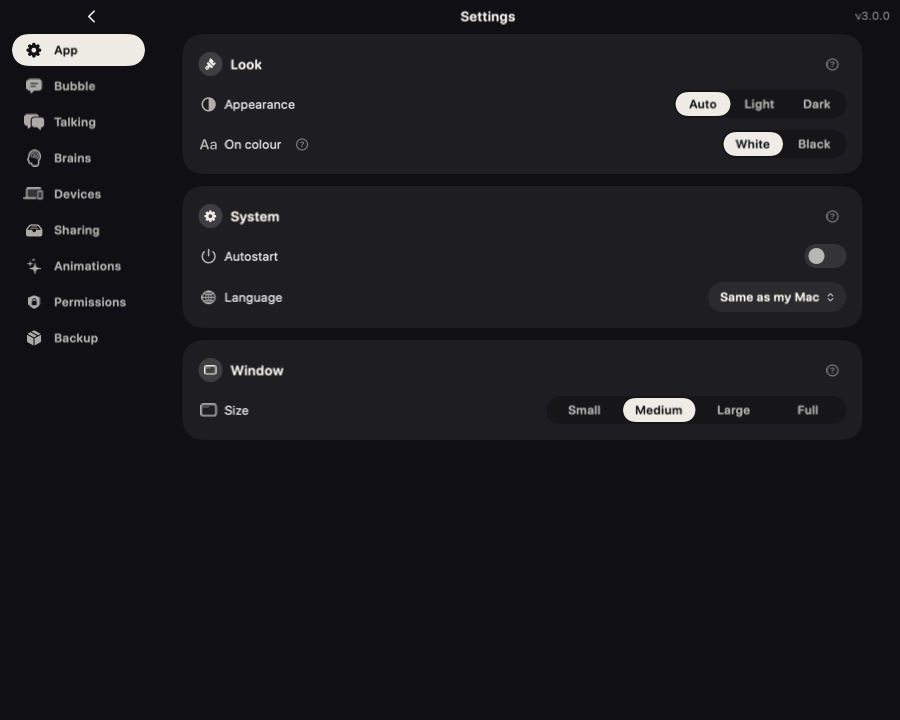 Settings
v3.0.0
App
Bubble
Talking
Brains
Devices
Sharing
Animations
Permissions
Backup
Look
Appearance
Auto Light Dark
Aa On colour
White Black
System
Autostart
Language
Same as my Mac
Window
Size
Small Medium Large Full